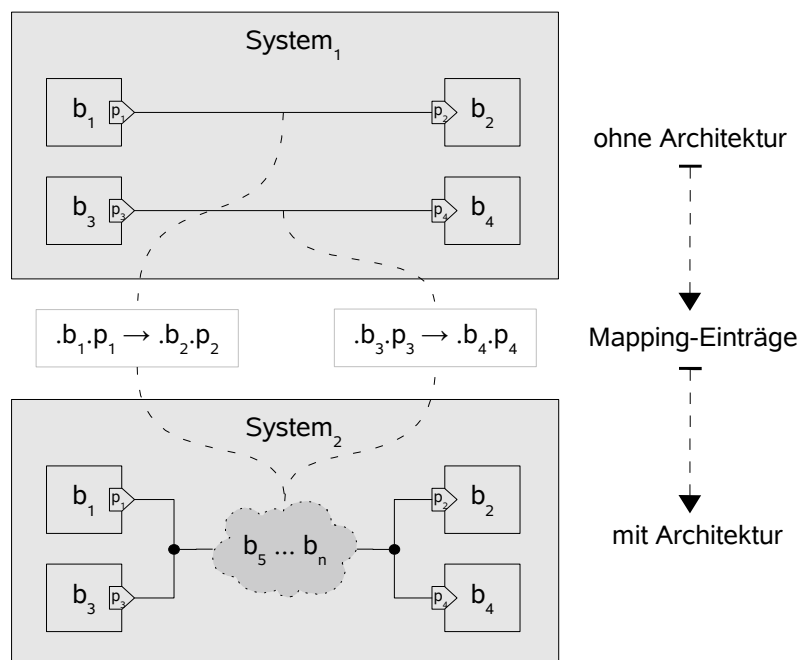 System₁
b₁ p₁ p₂ b₂
b₃ p₃ p₄ b₄
ohne Architektur
.b₁.p₁ → .b₂.p₂
.b₃.p₃ → .b₄.p₄
Mapping-Einträge
System₂
b₁ p₁ p₂ b₂
b₅ ... bₙ
b₃ p₃ p₄ b₄
mit Architektur